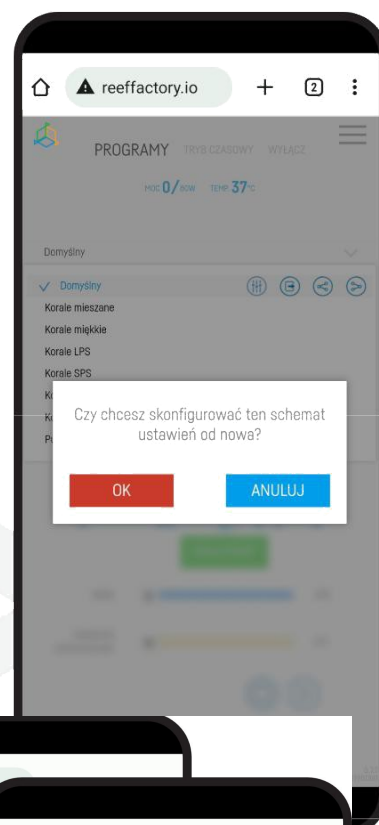 reeffactory.io
2
PROGRAMY TRYB CZASOWY WYŁĄCZ
MOC 0/80W TEMP. 37°C
Domyślny
Domyślny
Korale mieszane
Korale miękkie
Korale LPS
Korale SPS
Czy chcesz skonfigurować ten schemat
ustawień od nowa?
OK ANULUJ